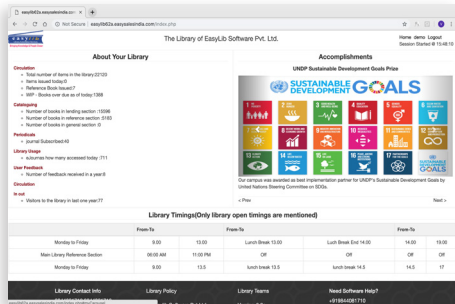 easylib62s.easysalesindia.com/
Not Secure | easylib62s.easysalesindia.com/index.php
The Library of EasyLib Software Pvt. Ltd.
Home demo Logout
Session Started @ 15:49:10
About Your Library
Circulation
Total number of items in the library:22123
Items issued today:0
Reference Book Issued:7
WIP - Books over due as of today:1388
Cataloguing
Number of books in lending section :10598
Number of books in reference section :5183
Number of books in general section :0
Periodicals
journal Subscribed:43
Library Usage
eJournals how many accessed today :711
User Feedback
Number of feedback received in a year:6
Circulation
In out
Visitors to the library in last one year:77
Accomplishments
UNDP Sustainable Development Goals Prize
SUSTAINABLE DEVELOPMENT GOALS
Our campus was awarded as best implementation partner for UNDP's Sustainable Development Goals by
United Nations Steering Committee on SDGs.
< Prev
Next >
Library Timings(Only library open timings are mentioned)
From-To From-To From-To
Monday to Friday 9.00 13.00 Lunch Break 13.00 Luch Break End 14.00 14.00 19.00
Main Library Reference Section 08:00 AM 11:00 PM Off Off Off Off
Monday to Friday 9.00 13.5 lunch break 13.5 lunch break 14.5 14.5 17
Library Contact Info
Library Policy
Library Teams
Need Software Help?
+919844081710